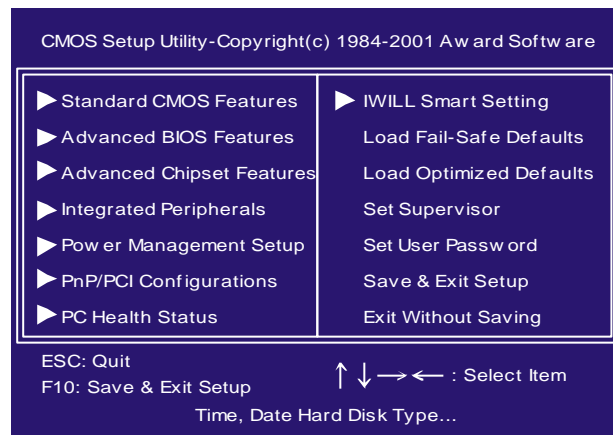 CMOS Setup Utility-Copyright(c) 1984-2001 Award Software
▶ Standard CMOS Features
▶ Advanced BIOS Features
▶ Advanced Chipset Features
▶ Integrated Peripherals
▶ Power Management Setup
▶ PnP/PCI Configurations
▶ PC Health Status
▶ IWILL Smart Setting
Load Fail-Safe Defaults
Load Optimized Defaults
Set Supervisor
Set User Password
Save & Exit Setup
Exit Without Saving
ESC: Quit
F10: Save & Exit Setup
↑ ↓ → ← : Select Item
Time, Date Hard Disk Type...